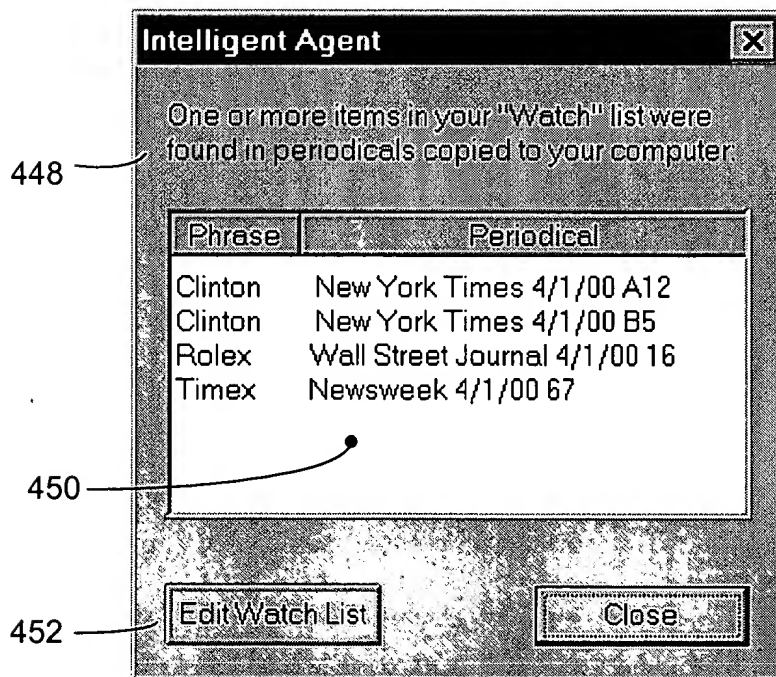 Intelligent Agent
One or more items in your "Watch" list were
found in periodicals copied to your computer:
448
Phrase Periodical
Clinton New York Times 4/1/00 A12
Clinton New York Times 4/1/00 B5
Rolex Wall Street Journal 4/1/00 16
Timex Newsweek 4/1/00 67
450
Edit Watch List Close
452